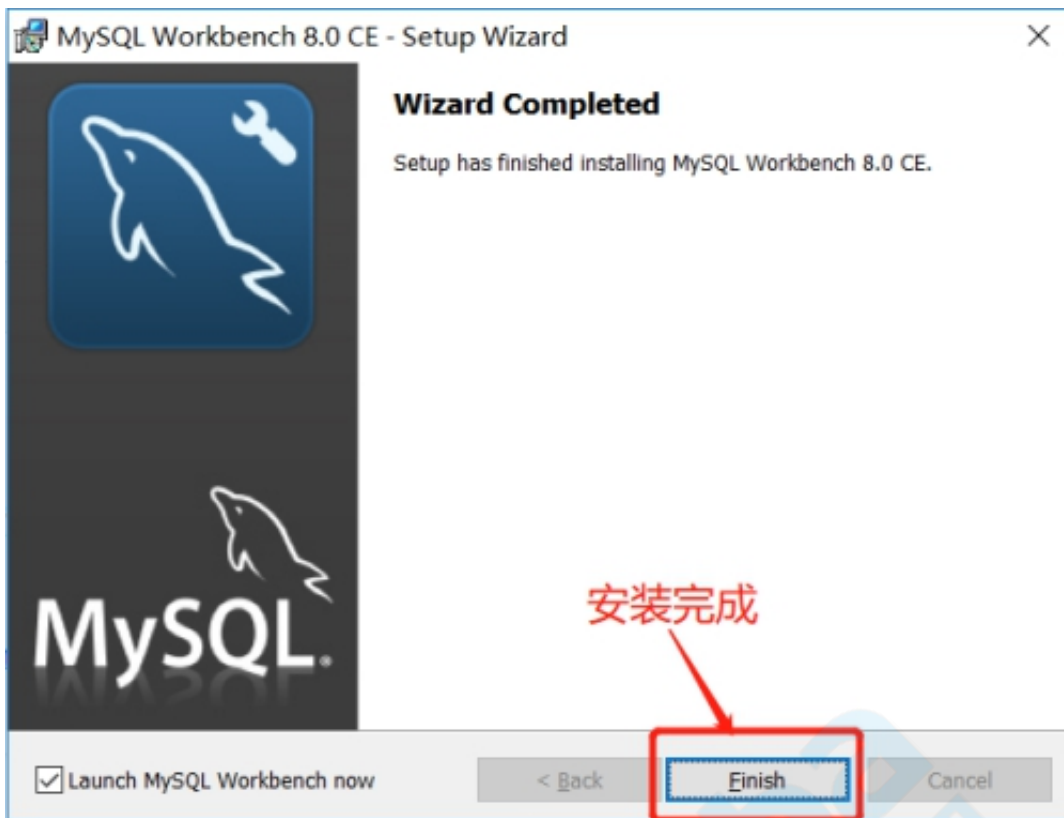 MySQL Workbench 8.0 CE - Setup Wizard
Wizard Completed
Setup has finished installing MySQL Workbench 8.0 CE.
安装完成
MySQL®
Launch MySQL Workbench now
< Back
Finish
Cancel